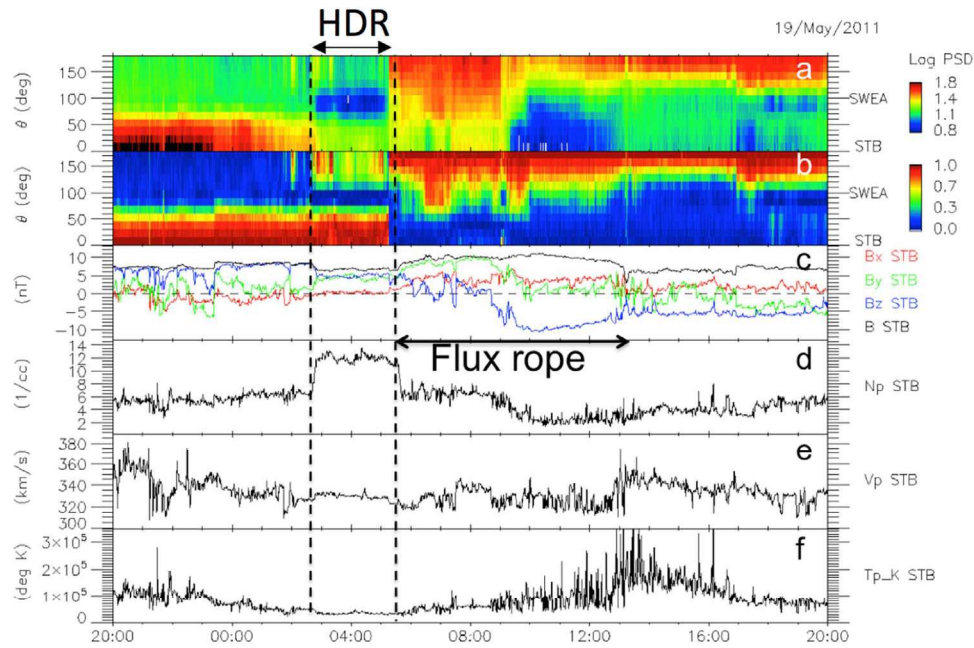 HDR
19/May/2011
Log PSD
150
100
50
0
θ (deg)
a
SWEA
STB
1.8
1.4
1.2
0.8
150
100
50
0
θ (deg)
b
SWEA
STB
1.0
0.7
0.3
0.0
10
5
0
-5
-10
(nT)
c
Bx STB
By STB
Bz STB
B STB
Flux rope
14
12
10
8
6
4
2
(1/cc)
d
Np STB
380
360
340
320
300
(km/s)
e
Vp STB
3×10⁵
2×10⁵
1×10⁵
0
(deg K)
f
Tp_K STB
20:00 00:00 04:00 08:00 12:00 16:00 20:00